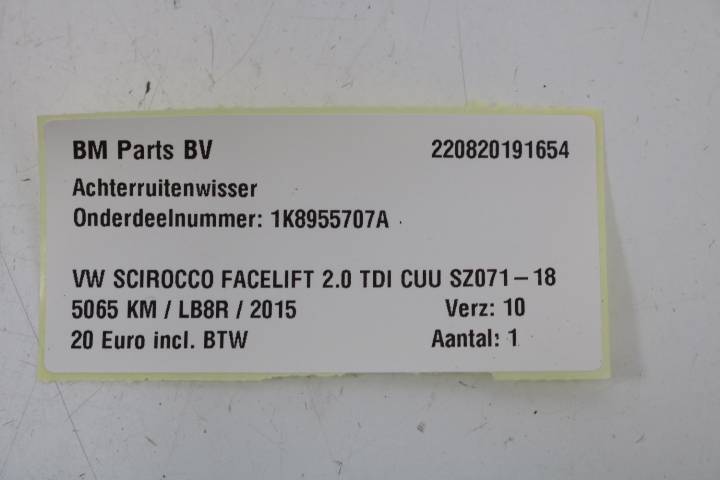 BM Parts BV 220820191654
Achterruitenwisser
Onderdeelnummer: 1K8955707A
VW SCIROCCO FACELIFT 2.0 TDI CUU SZ071-18
5065 KM / LB8R / 2015 Verz: 10
20 Euro incl. BTW Aantal: 1